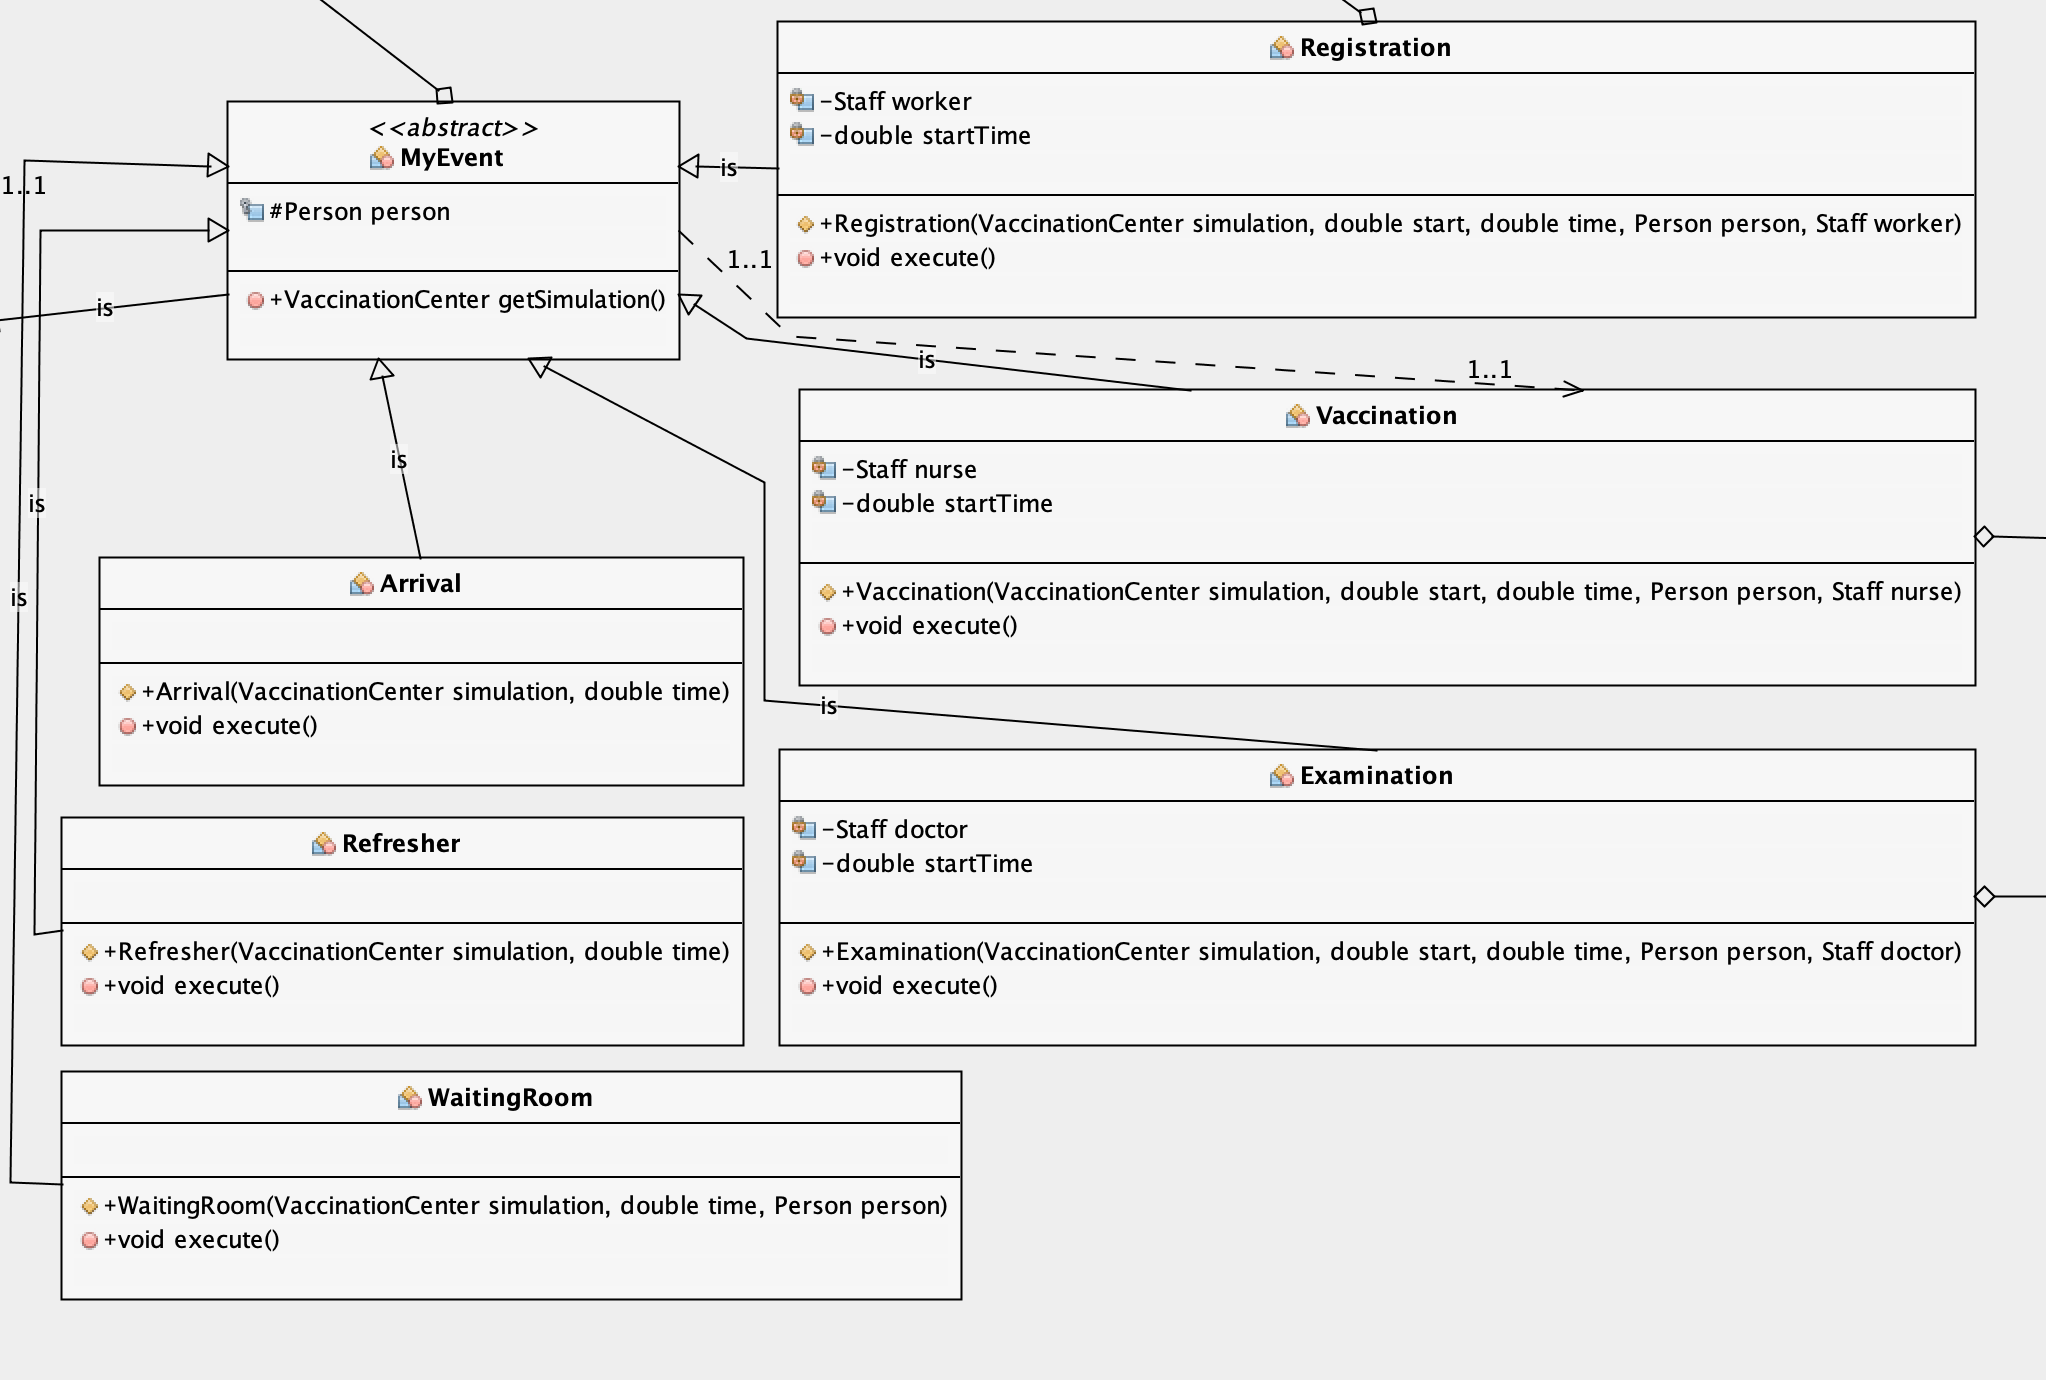 <<abstract>>
MyEvent
#Person person
+VaccinationCenter getSimulation()
Registration
-Staff worker
-double startTime
+Registration(VaccinationCenter simulation, double start, double time, Person person, Staff worker)
+void execute()
is
1..1
1..1
is
is
1..1
is
Vaccination
-Staff nurse
-double startTime
+Vaccination(VaccinationCenter simulation, double start, double time, Person person, Staff nurse)
+void execute()
is
is
is
Arrival
+Arrival(VaccinationCenter simulation, double time)
+void execute()
is
Examination
-Staff doctor
-double startTime
+Examination(VaccinationCenter simulation, double start, double time, Person person, Staff doctor)
+void execute()
Refresher
+Refresher(VaccinationCenter simulation, double time)
+void execute()
WaitingRoom
+WaitingRoom(VaccinationCenter simulation, double time, Person person)
+void execute()